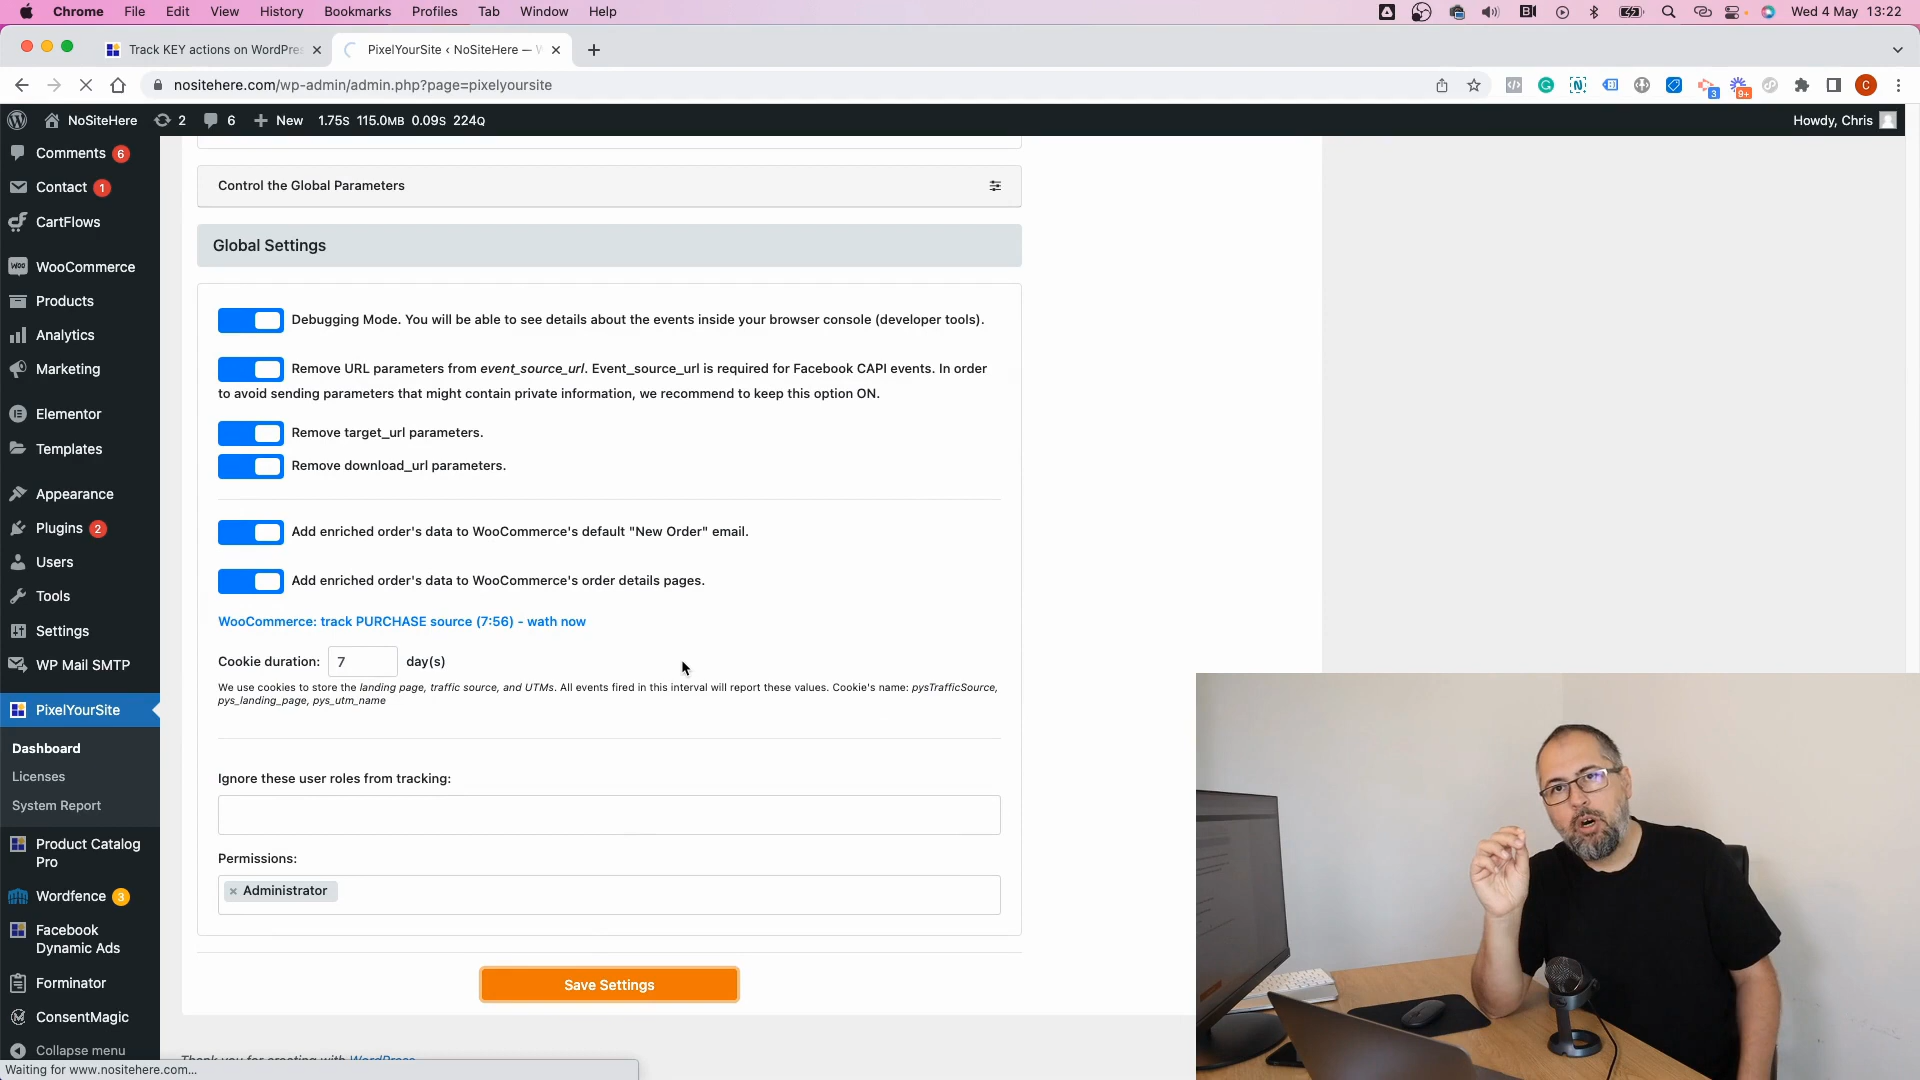 Chrome File Edit View History Bookmarks Profiles Tab Window Help Wed 4 May 13:22
Track KEY actions on WordPres PixelYourSite ‹ NoSiteHere — W
nositehere.com/wp-admin/admin.php?page=pixelyoursite 3 9+ C
NoSiteHere 2 6 New 1.75S 115.0MB 0.09S 224Q Howdy, Chris
Comments 6
Contact 1
CartFlows
WooCommerce
Products
Analytics
Marketing
Elementor
Templates
Appearance
Plugins 2
Users
Tools
Settings
WP Mail SMTP
PixelYourSite
Dashboard
Licenses
System Report
Product Catalog
Pro
Wordfence 3
Facebook
Dynamic Ads
Forminator
ConsentMagic
Collapse menu
Control the Global Parameters
Global Settings
Debugging Mode. You will be able to see details about the events inside your browser console (developer tools).
Remove URL parameters from event_source_url. Event_source_url is required for Facebook CAPI events. In order
to avoid sending parameters that might contain private information, we recommend to keep this option ON.
Remove target_url parameters.
Remove download_url parameters.
Add enriched order's data to WooCommerce's default "New Order" email.
Add enriched order's data to WooCommerce's order details pages.
WooCommerce: track PURCHASE source (7:56) - wath now
Cookie duration: 7 day(s)
We use cookies to store the landing page, traffic source, and UTMs. All events fired in this interval will report these values. Cookie's name: pysTrafficSource,
pys_landing_page, pys_utm_name
Ignore these user roles from tracking:
Permissions:
× Administrator
Save Settings
Thank you for creating with WordPress
Waiting for www.nositehere.com...